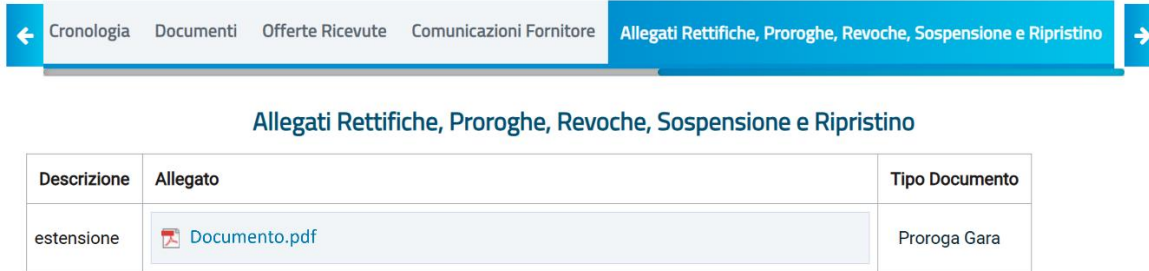 Cronologia Documenti Offerte Ricevute Comunicazioni Fornitore Allegati Rettifiche, Proroghe, Revoche, Sospensione e Ripristino
Allegati Rettifiche, Proroghe, Revoche, Sospensione e Ripristino
Descrizione Allegato Tipo Documento
estensione Documento.pdf Proroga Gara